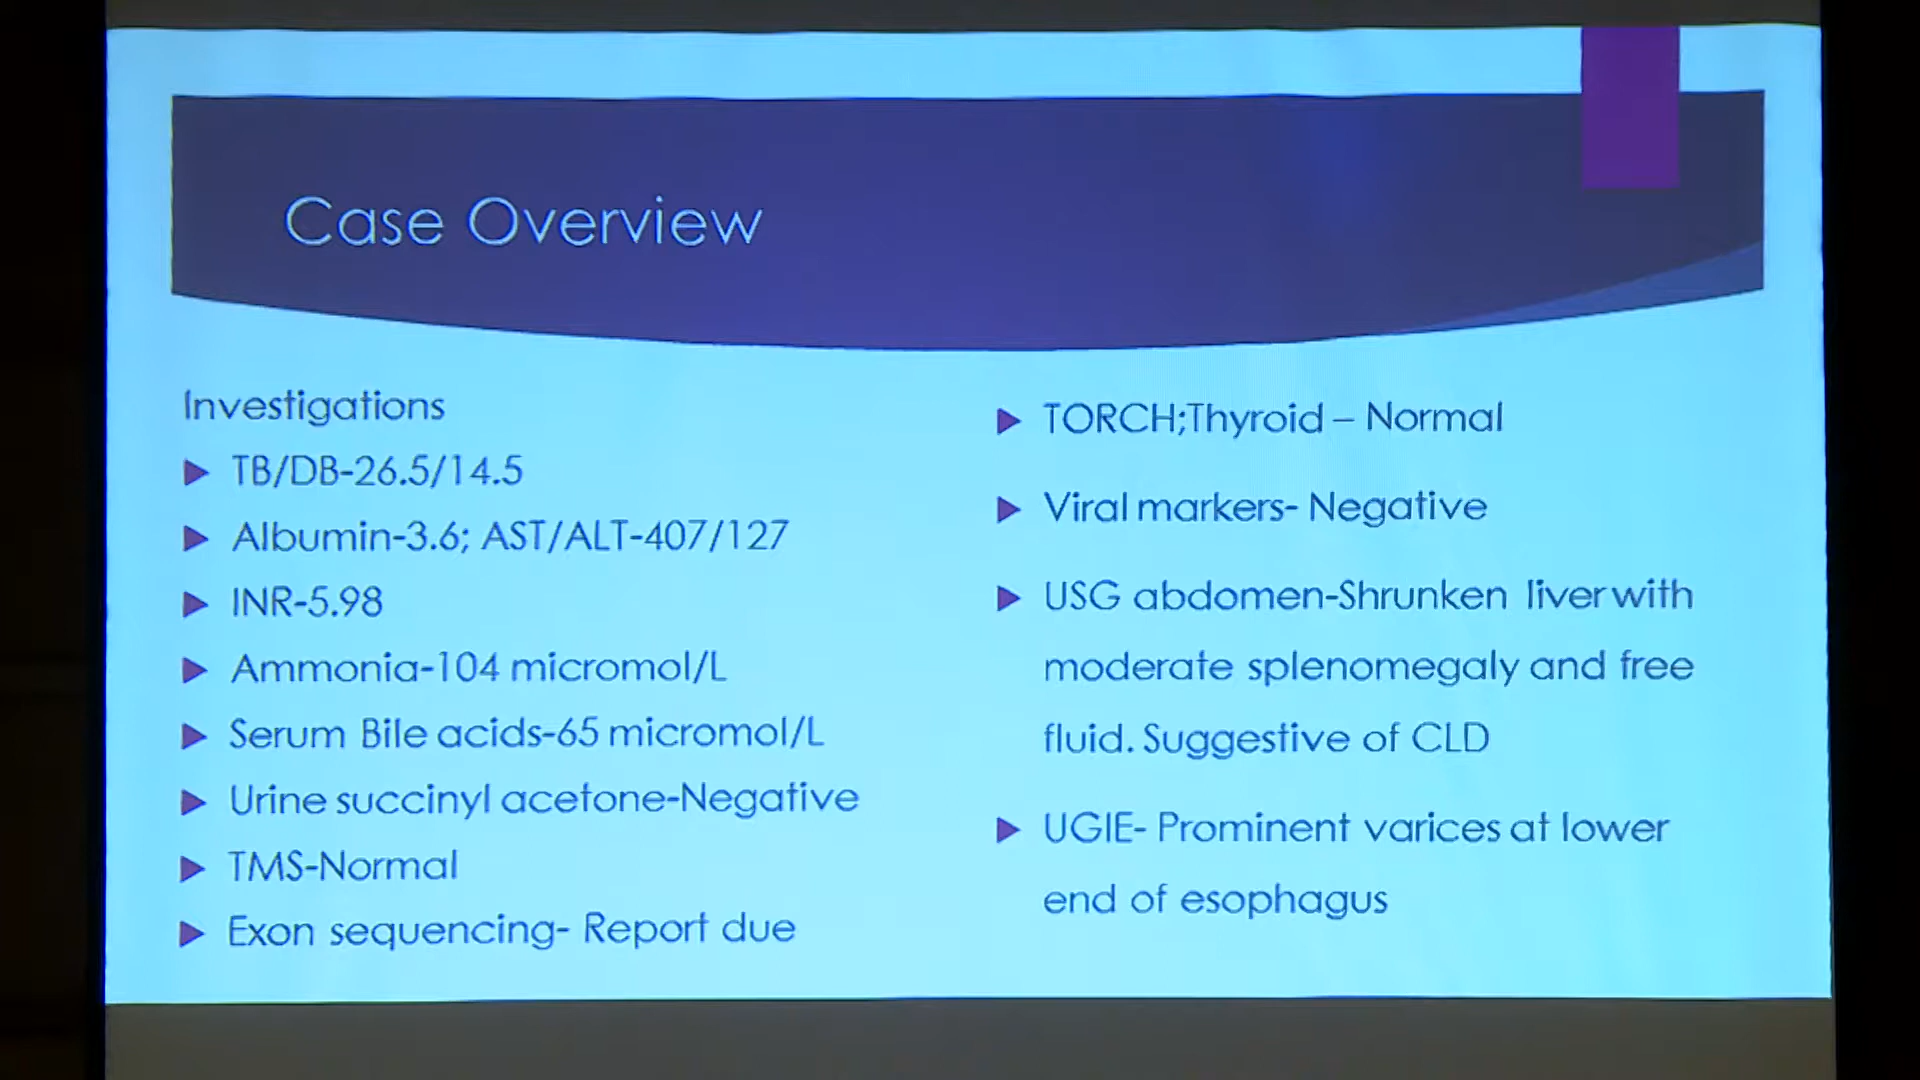 Case Overview
Investigations
TB/DB-26.5/14.5
Albumin-3.6; AST/ALT-407/127
INR-5.98
Ammonia-104 micromol/L
Serum Bile acids-65 micromol/L
Urine succinyl acetone-Negative
TMS-Normal
Exon sequencing- Report due
TORCH;Thyroid – Normal
Viral markers- Negative
USG abdomen-Shrunken liver with
moderate splenomegaly and free
fluid. Suggestive of CLD
UGIE- Prominent varices at lower
end of esophagus